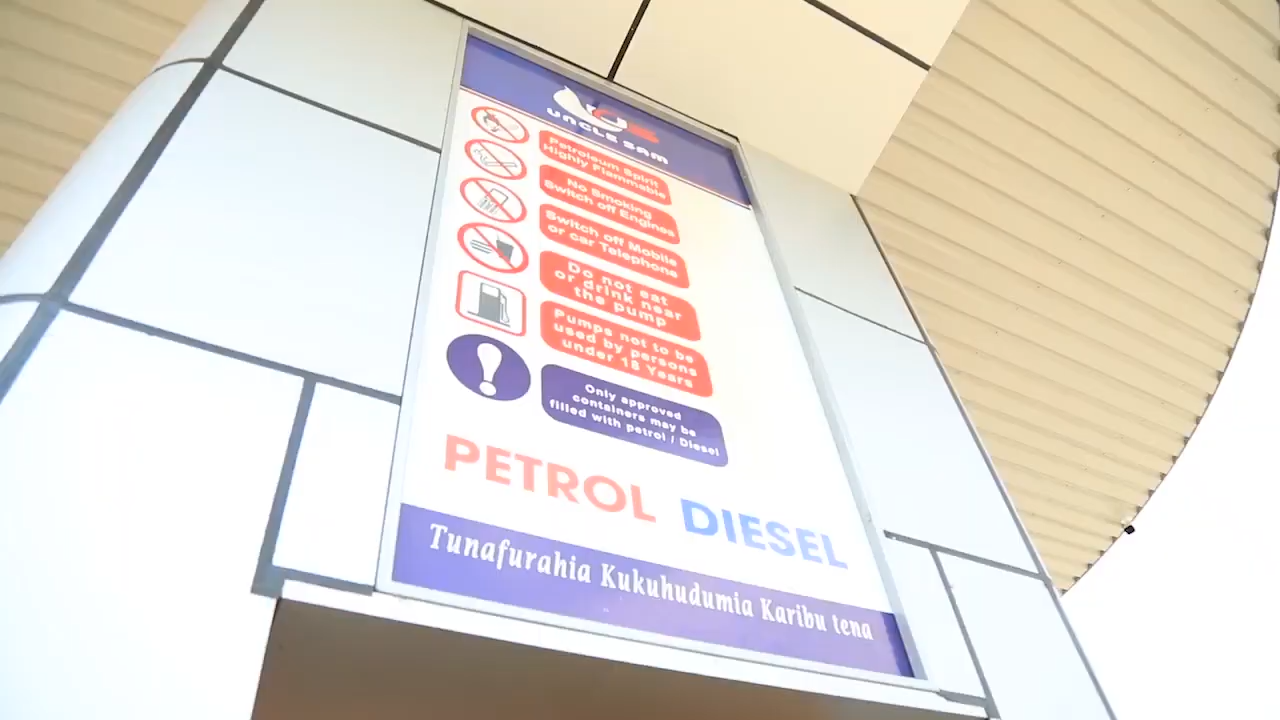 UNCLE SAM
Petroleum Spirit
Highly Flammable
No Smoking
Switch off Engines
Switch off Mobile
or car Telephone
Do not eat
or drink near
the pump
Pumps not to be
used by persons
under 18 Years
Only approved
containers may be
filled with petrol / Diesel
PETROL DIESEL
Tunafurahia Kukuhudumia Karibu tena